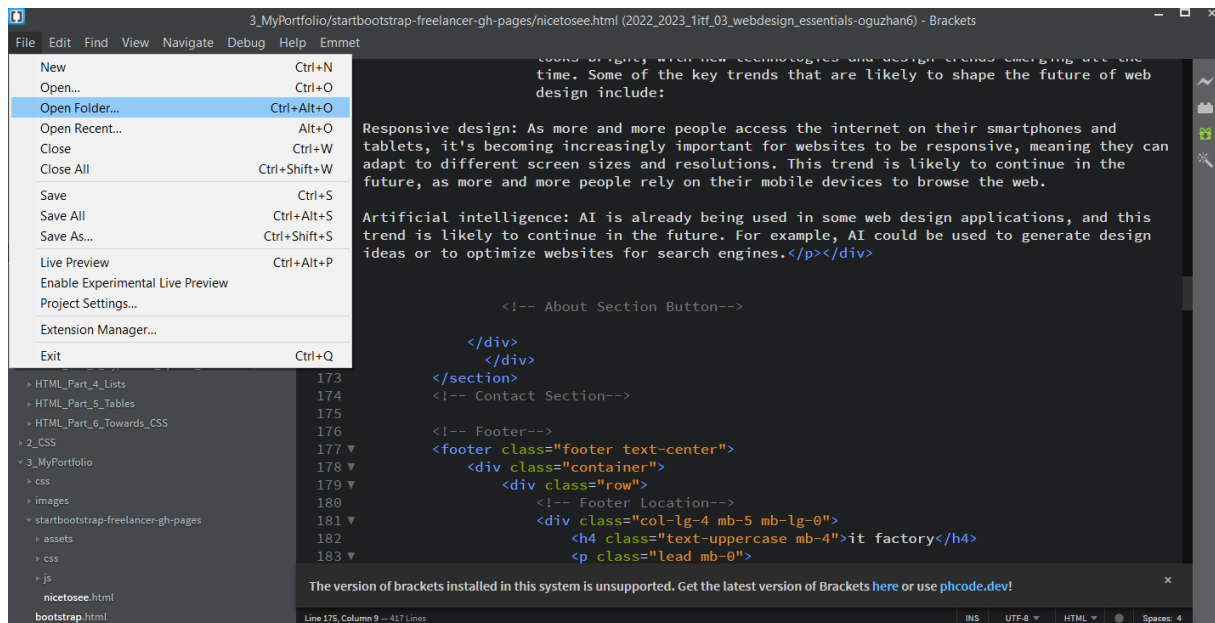 3_MyPortfolio/startbootstrap-freelancer-gh-pages/nicetosee.html (2022_2023_1itf_03_webdesign_essentials-oguzhan6) - Brackets
File Edit Find View Navigate Debug Help Emmet
New Ctrl+N
Open... Ctrl+O
Open Folder... Ctrl+Alt+O
Open Recent... Alt+O
Close Ctrl+W
Close All Ctrl+Shift+W
Save Ctrl+S
Save All Ctrl+Alt+S
Save As... Ctrl+Shift+S
Live Preview Ctrl+Alt+P
Enable Experimental Live Preview
Project Settings...
Extension Manager...
Exit Ctrl+Q
HTML_Part_4_Lists
HTML_Part_5_Tables
HTML_Part_6_Towards_CSS
2_CSS
3_MyPortfolio
css
images
startbootstrap-freelancer-gh-pages
assets
css
js
nicetosee.html
bootstrap.html
looks bright, with new technologies and design trends emerging all the
time. Some of the key trends that are likely to shape the future of web
design include:
Responsive design: As more and more people access the internet on their smartphones and
tablets, it's becoming increasingly important for websites to be responsive, meaning they can
adapt to different screen sizes and resolutions. This trend is likely to continue in the
future, as more and more people rely on their mobile devices to browse the web.
Artificial intelligence: AI is already being used in some web design applications, and this
trend is likely to continue in the future. For example, AI could be used to generate design
ideas or to optimize websites for search engines.</p></div>
<!-- About Section Button-->
</div>
</div>
173 </section>
174 <!-- Contact Section-->
175
176 <!-- Footer-->
177 <footer class="footer text-center">
178 <div class="container">
179 <div class="row">
180 <!-- Footer Location-->
181 <div class="col-lg-4 mb-5 mb-lg-0">
182 <h4 class="text-uppercase mb-4">it factory</h4>
183 <p class="lead mb-0">
The version of brackets installed in this system is unsupported. Get the latest version of Brackets here or use phcode.dev!
Line 175, Column 9 — 417 Lines INS UTF-8 HTML Spaces: 4